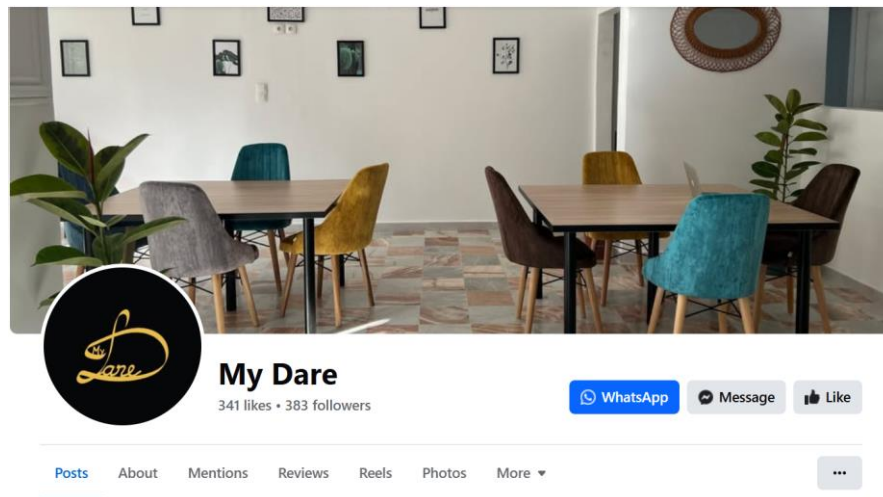 My
Dare
My Dare
341 likes • 383 followers
WhatsApp
Message
Like
Posts
About
Mentions
Reviews
Reels
Photos
More